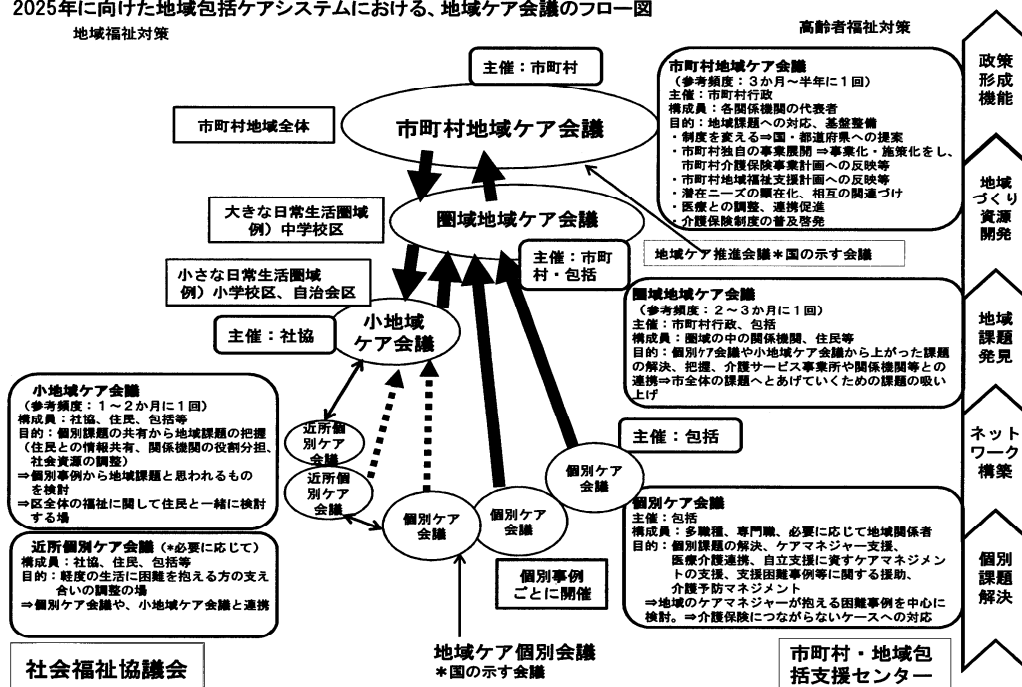 2025年に向けた地域包括ケアシステムにおける、地域ケア会議のフロー図
地域福祉対策
高齢者福祉対策
主催：市町村
市町村地域全体
市町村地域ケア会議
大きな日常生活圏域
例）中学校区
圏域地域ケア会議
主催：市町
村・包括
小さな日常生活圏域
例）小学校区、自治会区
主催：社協
小地域
ケア会議
市町村地域ケア会議
（参考頻度：３か月～半年に１回）
主催：市町村行政
構成員：各関係機関の代表者
目的：地域課題への対応、基盤整備
・制度を変える⇒国・都道府県への提案
・市町村独自の事業展開 ⇒事業化・施策化をし、
市町村介護保険事業計画への反映等
・市町村地域福祉支援計画への反映等
・潜在ニーズの顕在化、相互の関連づけ
・医療との調整、連携促進
・介護保険制度の普及啓発
地域ケア推進会議＊国の示す会議
圏域地域ケア会議
（参考頻度：２～３か月に１回）
主催：市町村行政、包括
構成員：圏域の中の関係機関、住民等
目的：個別ｹｱ会議や小地域ケア会議から上がった課題
の解決、把握、介護サービス事業所や関係機関等との
連携⇒市全体の課題へとあげていくための課題の吸い
上げ
小地域ケア会議
（参考頻度：１～２か月に１回）
構成員：社協、住民、包括等
目的：個別課題の共有から地域課題の把握
（住民との情報共有、関係機関の役割分担、
社会資源の調整）
⇒個別事例から地域課題と思われるもの
を検討
⇒区全体の福祉に関して住民と一緒に検討
する場
近所個別ケア会議（*必要に応じて）
構成員：社協、住民、包括等
目的：軽度の生活に困難を抱える方の支え
合いの調整の場
⇒個別ケア会議や、小地域ケア会議と連携
近所個
別ケア
会議
近所個
別ケア
会議
個別ケア
会議
個別ケア
会議
個別ケア
会議
主催：包括
個別事例
ごとに開催
個別ケア会議
主催：包括
構成員：多職種、専門職、必要に応じて地域関係者
目的：個別課題の解決、ケアマネジャー支援、
医療介護連携、自立支援に資すケアマネジメン
トの支援、支援困難事例等に関する援助、
介護予防マネジメント
⇒地域のケアマネジャーが抱える困難事例を中心に
検討。⇒介護保険につながらないケースへの対応
地域ケア個別会議
＊国の示す会議
社会福祉協議会
市町村・地域包
括支援センター
政策
形成
機能
地域
づくり
資源
開発
地域
課題
発見
ネット
ワーク
構築
個別
課題
解決